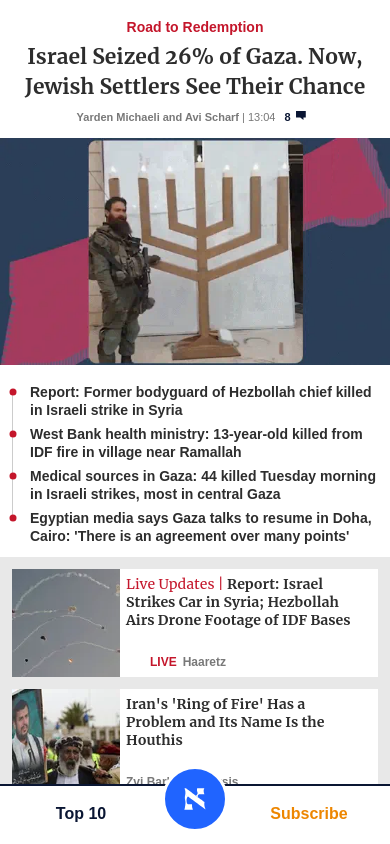 Road to Redemption
Israel Seized 26% of Gaza. Now,
Jewish Settlers See Their Chance
Yarden Michaeli and Avi Scharf | 13:04 8
Report: Former bodyguard of Hezbollah chief killed
in Israeli strike in Syria
West Bank health ministry: 13-year-old killed from
IDF fire in village near Ramallah
Medical sources in Gaza: 44 killed Tuesday morning
in Israeli strikes, most in central Gaza
Egyptian media says Gaza talks to resume in Doha,
Cairo: 'There is an agreement over many points'
Live Updates | Report: Israel
Strikes Car in Syria; Hezbollah
Airs Drone Footage of IDF Bases
LIVE Haaretz
Iran's 'Ring of Fire' Has a
Problem and Its Name Is the
Houthis
Zvi Bar'
Top 10
Subscribe